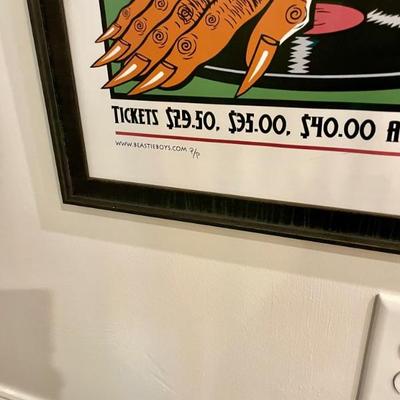 TICKETS $29.50, $35.00, $40.00 A
WWW.BEASTIEBOYS.COM